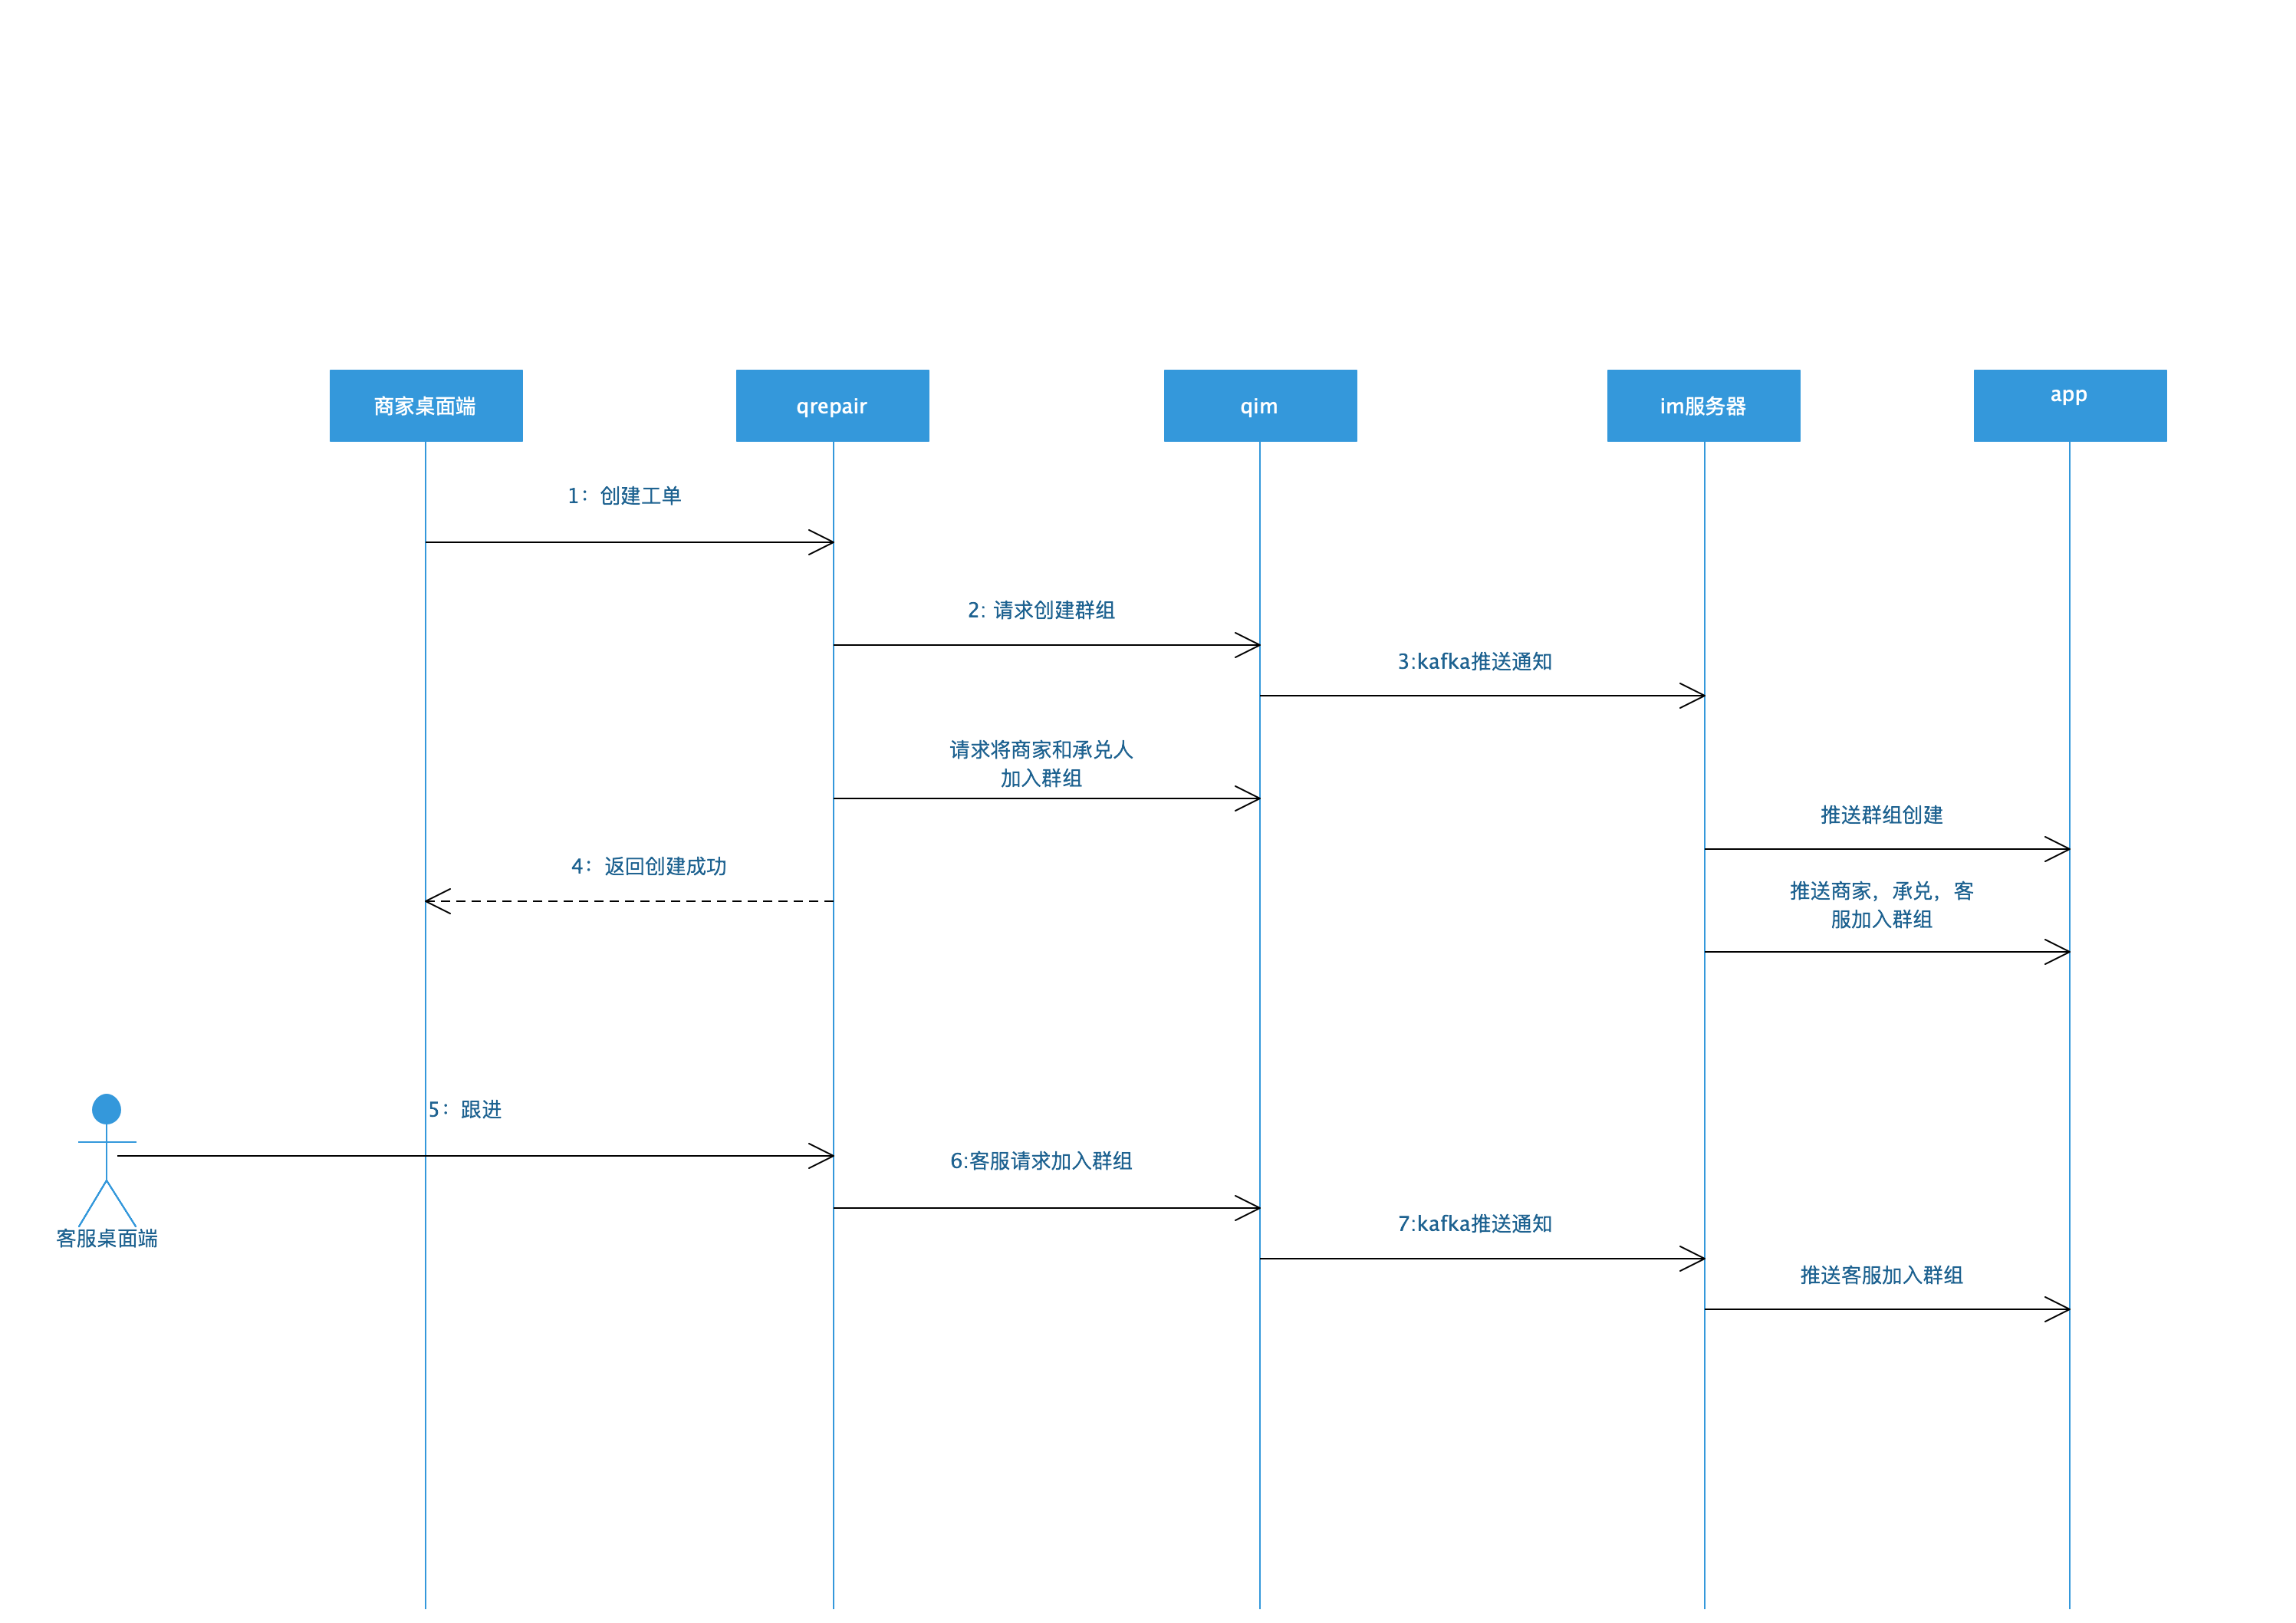 商家桌面端
qrepair
qim
im服务器
app
1：创建工单
2: 请求创建群组
3:kafka推送通知
请求将商家和承兑人
加入群组
推送群组创建
4：返回创建成功
推送商家，承兑，客
服加入群组
5：跟进
6:客服请求加入群组
7:kafka推送通知
客服桌面端
推送客服加入群组